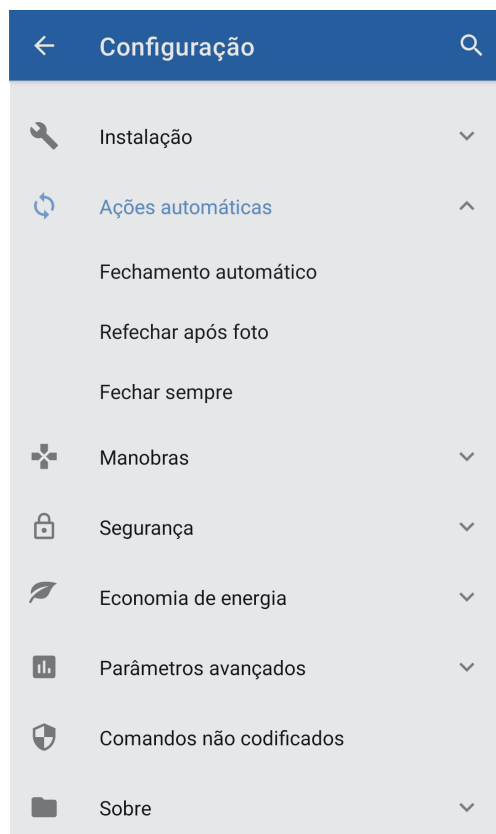 Configuração
Instalação
Ações automáticas
Fechamento automático
Refechar após foto
Fechar sempre
Manobras
Segurança
Economia de energia
Parâmetros avançados
Comandos não codificados
Sobre